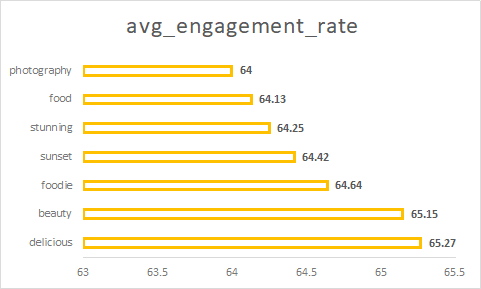 avg_engagement_rate
photography 64
food 64.13
stunning 64.25
sunset 64.42
foodie 64.64
beauty 65.15
delicious 65.27
63 63.5 64 64.5 65 65.5